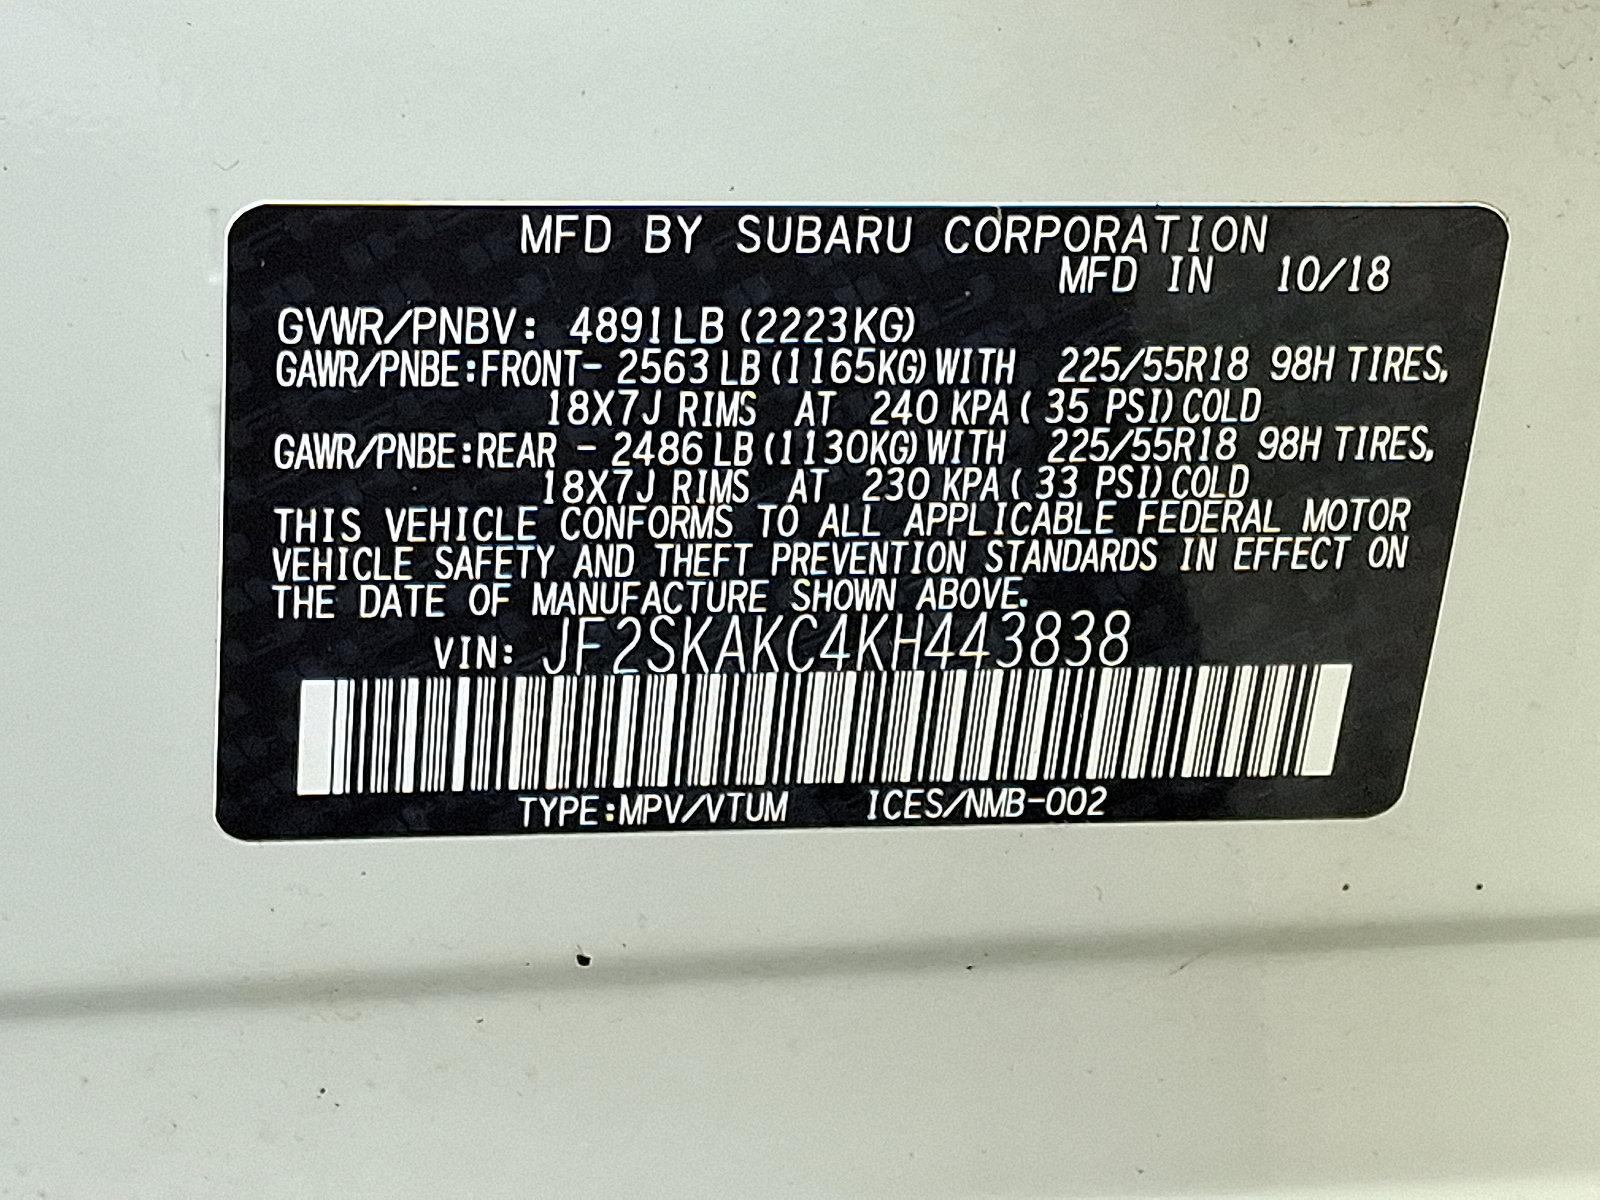 MFD BY SUBARU CORPORATION
MFD IN 10/18
GVWR/PNBV: 4891LB (2223KG)
GAWR/PNBE:FRONT- 2563 LB (1165KG) WITH 225/55R18 98H TIRES,
18X7J RIMS AT 240 KPA ( 35 PSI) COLD
GAWR/PNBE:REAR - 2486 LB (1130KG) WITH 225/55R18 98H TIRES,
18X7J RIMS AT 230 KPA ( 33 PSI) COLD
THIS VEHICLE CONFORMS TO ALL APPLICABLE FEDERAL MOTOR
VEHICLE SAFETY AND THEFT PREVENTION STANDARDS IN EFFECT ON
THE DATE OF MANUFACTURE SHOWN ABOVE.
VIN: JF2SKAKC4KH443838
TYPE:MPV/VTUM ICES/NMB-002